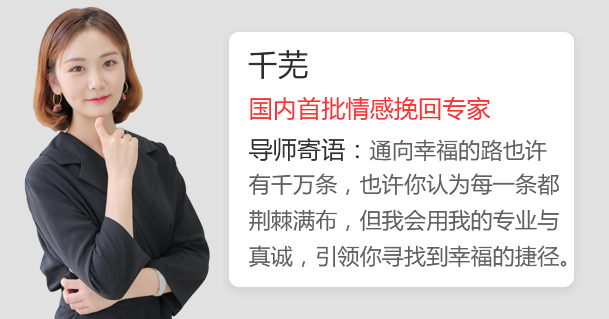 千芜
国内首批情感挽回专家
导师寄语：通向幸福的路也许
有千万条，也许你认为每一条都
荆棘满布，但我会用我的专业与
真诚，引领你寻找到幸福的捷径。